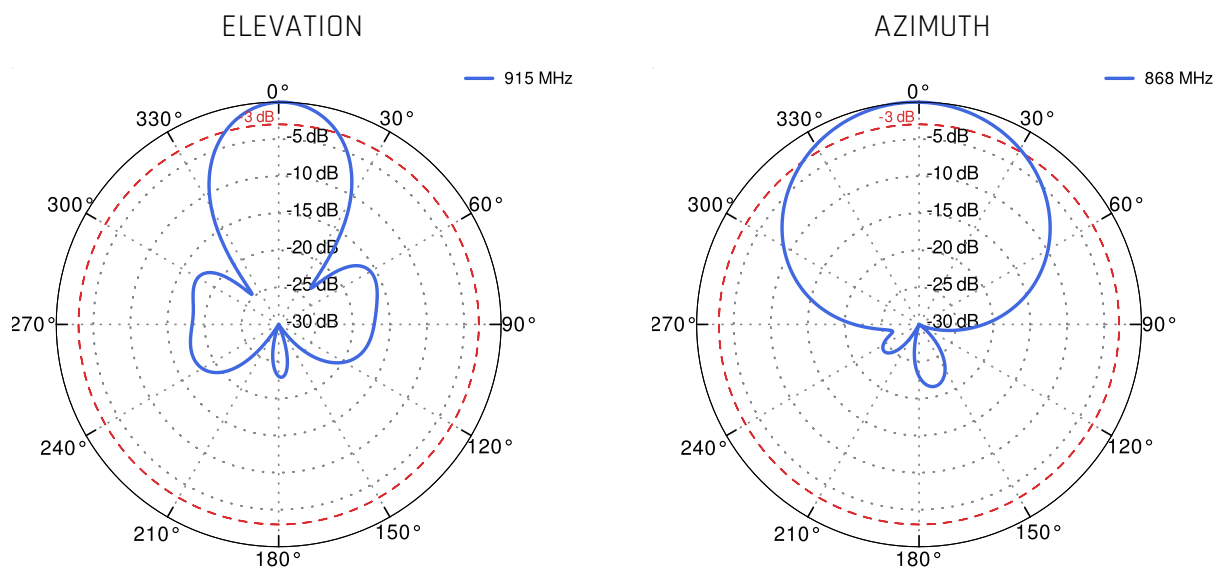 ELEVATION
915 MHz
0°
330°
30°
-3 dB
-5 dB
-10 dB
300°
60°
-15 dB
-20 dB
-25 dB
-30 dB
270°
90°
240°
120°
210°
150°
180°
AZIMUTH
868 MHz
0°
330°
30°
-3 dB
-5 dB
-10 dB
300°
60°
-15 dB
-20 dB
-25 dB
-30 dB
270°
90°
240°
120°
210°
150°
180°